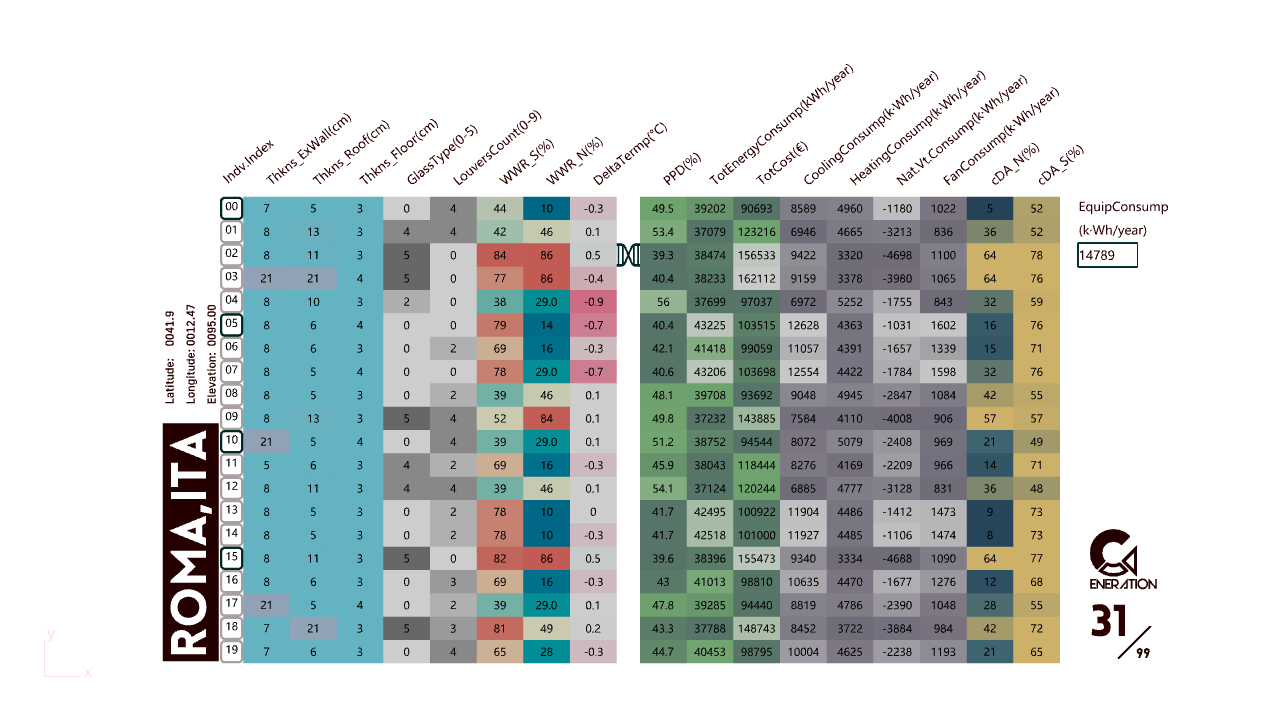 Indv.Index Thkns_ExWall(cm) Thkns_Roof(cm) Thkns_Floor(cm) GlassType(0-5) LouversCount(0-9) WWR_S(%) WWR_N(%) DeltaTermp(°C) PPD(%) TotEnergyConsump(kWh/year) TotCost(€) CoolingConsump(k·Wh/year) HeatingConsump(k·Wh/year) Nat.Vt.Consump(k·Wh/year) FanConsump(k·Wh/year) cDA_N(%) cDA_S(%)
00 7 5 3 0 4 44 10 -0.3 49.5 39202 90693 8589 4960 -1180 1022 5 52
01 8 13 3 4 4 42 46 0.1 53.4 37079 123216 6946 4665 -3213 836 36 52
02 8 11 3 5 0 84 86 0.5 39.3 38474 156533 9422 3320 -4698 1100 64 78
03 21 21 4 5 0 77 86 -0.4 40.4 38233 162112 9159 3378 -3980 1065 64 76
04 8 10 3 2 0 38 29.0 -0.9 56 37699 97037 6972 5252 -1755 843 32 59
05 8 6 4 0 0 79 14 -0.7 40.4 43225 103515 12628 4363 -1031 1602 16 76
06 8 6 3 0 2 69 16 -0.3 42.1 41418 99059 11057 4391 -1657 1339 15 71
07 8 5 4 0 0 78 29.0 -0.7 40.6 43206 103698 12554 4422 -1784 1598 32 76
08 8 5 3 0 2 39 46 0.1 48.1 39708 93692 9048 4945 -2847 1084 42 55
09 8 13 3 5 4 52 84 0.1 49.8 37232 143885 7584 4110 -4008 906 57 57
10 21 5 4 0 4 39 29.0 0.1 51.2 38752 94544 8072 5079 -2408 969 21 49
11 5 6 3 4 2 69 16 -0.3 45.9 38043 118444 8276 4169 -2209 966 14 71
12 8 11 3 4 4 39 46 0.1 54.1 37124 120244 6885 4777 -3128 831 36 48
13 8 5 3 0 2 78 10 0 41.7 42495 100922 11904 4486 -1412 1473 9 73
14 8 5 3 0 2 78 10 -0.3 41.7 42518 101000 11927 4485 -1106 1474 8 73
15 8 11 3 5 0 82 86 0.5 39.6 38396 155473 9340 3334 -4688 1090 64 77
16 8 6 3 0 3 69 16 -0.3 43 41013 98810 10635 4470 -1677 1276 12 68
17 21 5 4 0 2 39 29.0 0.1 47.8 39285 94440 8819 4786 -2390 1048 28 55
18 7 21 3 5 3 81 49 0.2 43.3 37788 148743 8452 3722 -3884 984 42 72
19 7 6 3 0 4 65 28 -0.3 44.7 40453 98795 10004 4625 -2238 1193 21 65
EquipConsump
(k·Wh/year)
14789
Latitude: 0041.9
Longitude: 0012.47
Elevation: 0095.00
ROMA,ITA
ENERATION
31/99
y
x